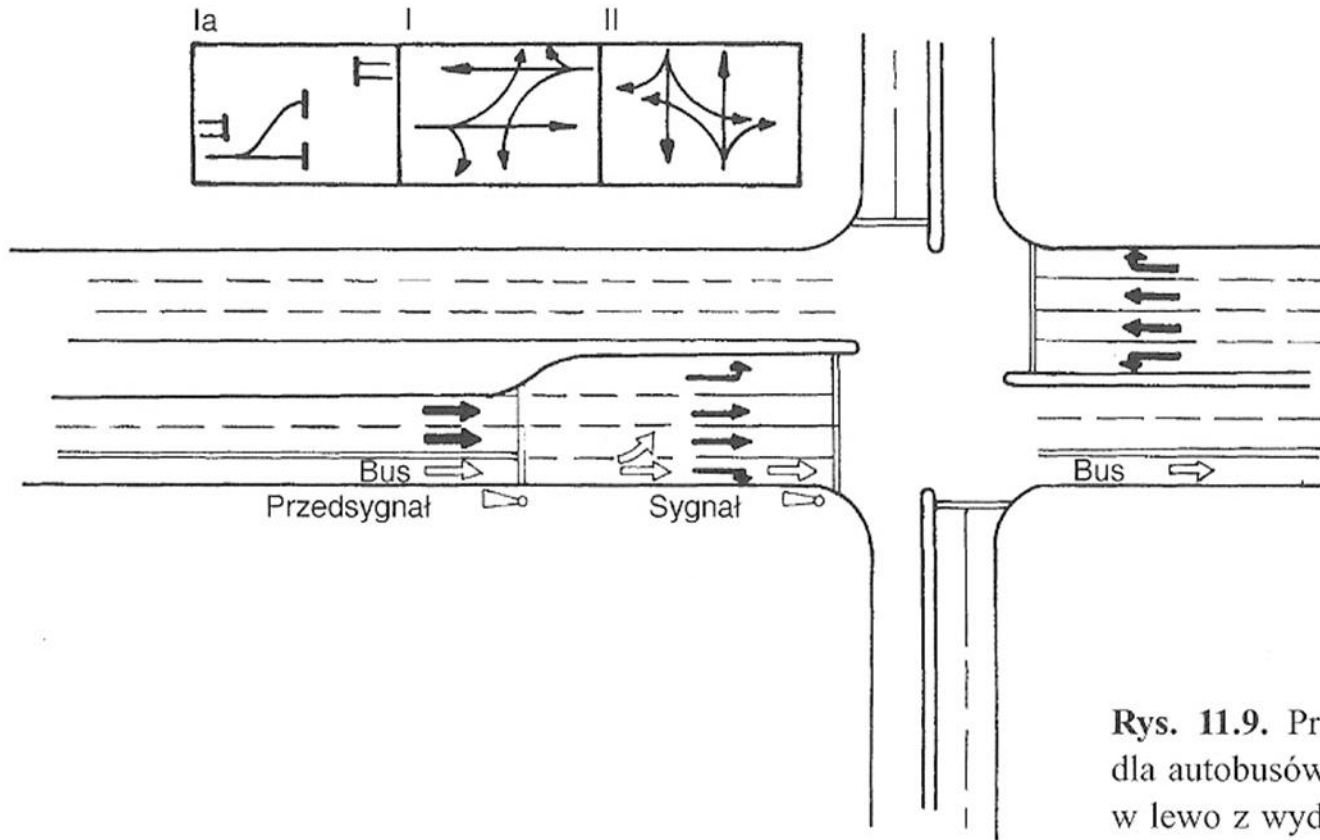 Ia I II
Bus
Przedsygnał Sygnał
Bus
Rys. 11.9. Pr
dla autobusów
w lewo z wyd